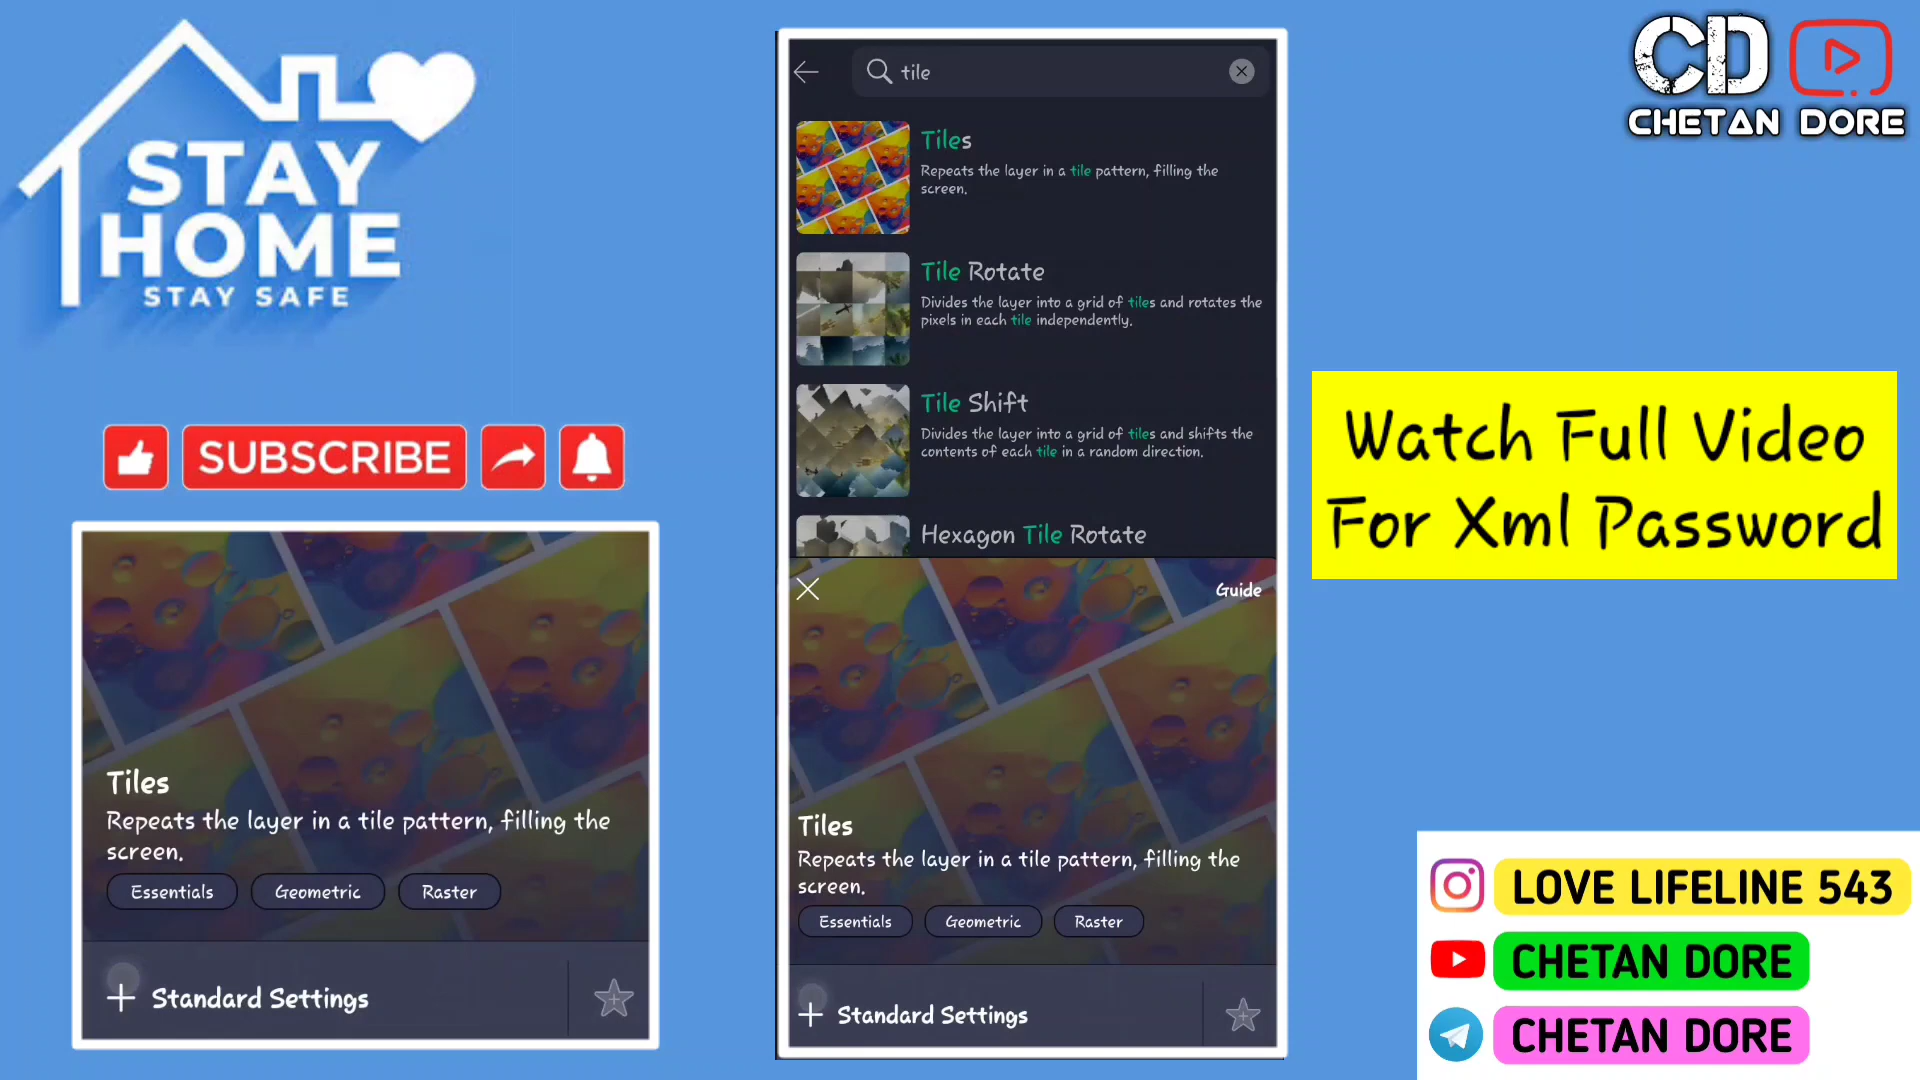 STAY
HOME
STAY SAFE
SUBSCRIBE
Tiles
Repeats the layer in a tile pattern, filling the
screen.
Essentials
Geometric
Raster
Standard Settings
tile
Tiles
Repeats the layer in a tile pattern, filling the
screen.
Tile Rotate
Divides the layer into a grid of tiles and rotates the
pixels in each tile independently.
Tile Shift
Divides the layer into a grid of tiles and shifts the
contents of each tile in a random direction.
Hexagon Tile Rotate
Guide
Tiles
Repeats the layer in a tile pattern, filling the
screen.
Essentials
Geometric
Raster
Standard Settings
CD
CHETAN DORE
Watch Full Video
For Xml Password
LOVE LIFELINE 543
CHETAN DORE
CHETAN DORE